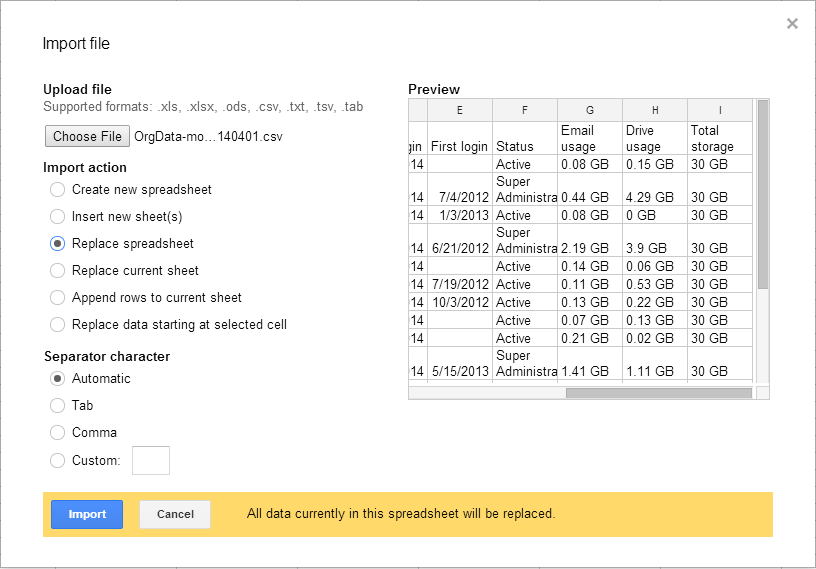 Import file
Upload file
Supported formats: .xls, .xlsx, .ods, .csv, .txt, .tsv, .tab
Choose File OrgData-mo...140401.csv
Import action
Create new spreadsheet
Insert new sheet(s)
Replace spreadsheet
Replace current sheet
Append rows to current sheet
Replace data starting at selected cell
Separator character
Automatic
Tab
Comma
Custom:
Preview
E F G H I
First login Status Email usage Drive usage Total storage
14 Active 0.08 GB 0.15 GB 30 GB
14 7/4/2012 Super Administra 0.44 GB 4.29 GB 30 GB
14 1/3/2013 Active 0.08 GB 0 GB 30 GB
14 6/21/2012 Super Administra 2.19 GB 3.9 GB 30 GB
14 Active 0.14 GB 0.06 GB 30 GB
14 7/19/2012 Active 0.11 GB 0.53 GB 30 GB
14 10/3/2012 Active 0.13 GB 0.22 GB 30 GB
14 Active 0.07 GB 0.13 GB 30 GB
14 Active 0.21 GB 0.02 GB 30 GB
14 5/15/2013 Super Administra 1.41 GB 1.11 GB 30 GB
Import Cancel All data currently in this spreadsheet will be replaced.